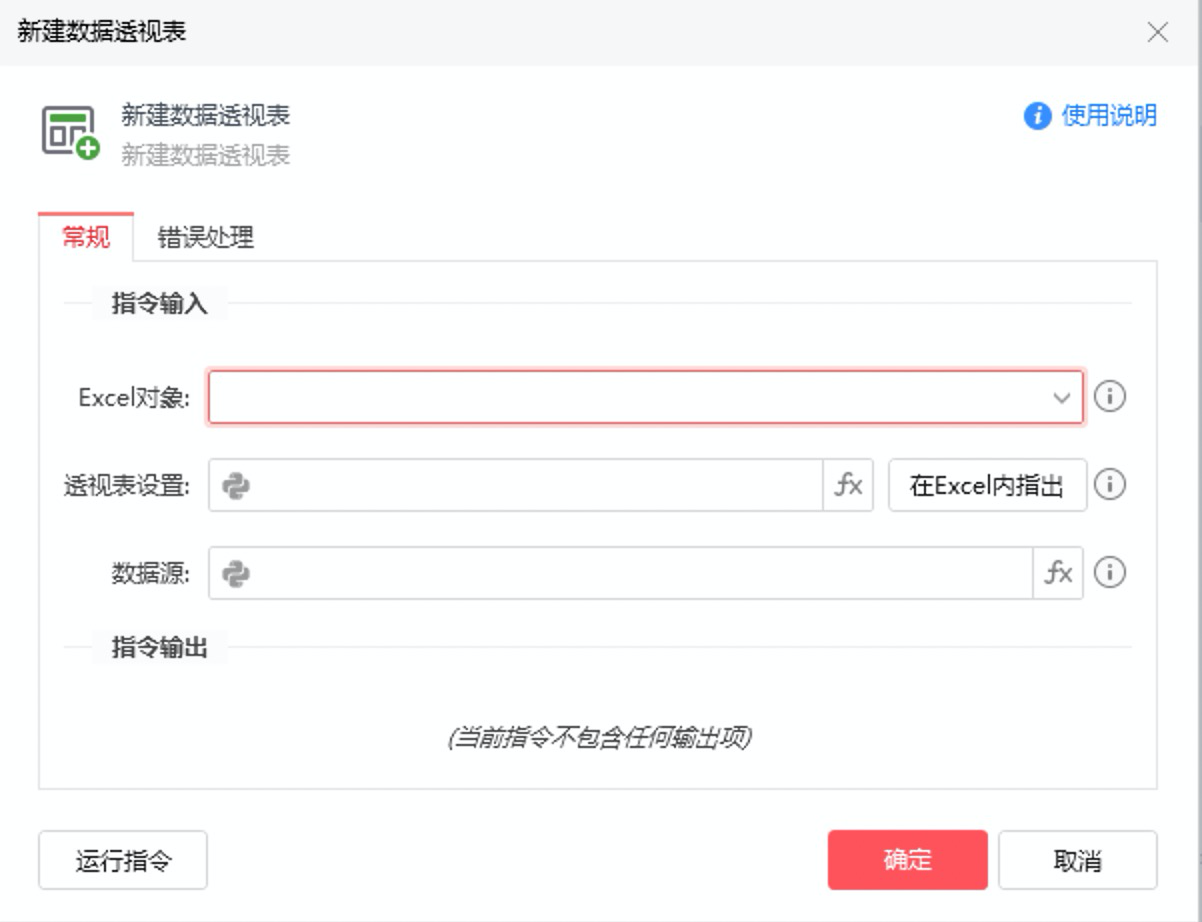 新建数据透视表
新建数据透视表
使用说明
新建数据透视表
常规 错误处理
指令输入
Excel对象:
透视表设置: fx 在Excel内指出
数据源: fx
指令输出
(当前指令不包含任何输出项)
运行指令 确定 取消